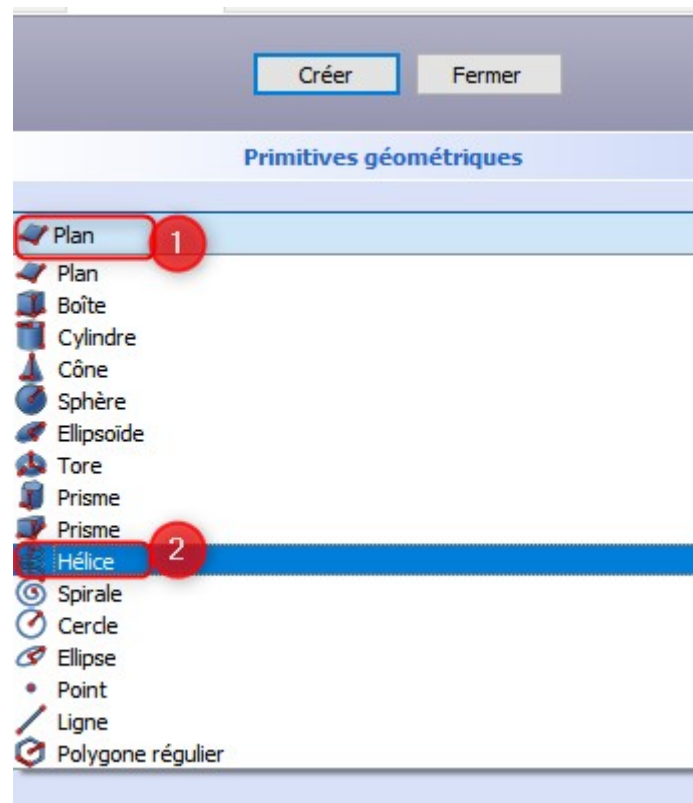 Créer Fermer
Primitives géométriques
Plan 1
Plan
Boîte
Cylindre
Cône
Sphère
Ellipsoïde
Tore
Prisme
Prisme
Hélice 2
Spirale
Cercle
Ellipse
Point
Ligne
Polygone régulier